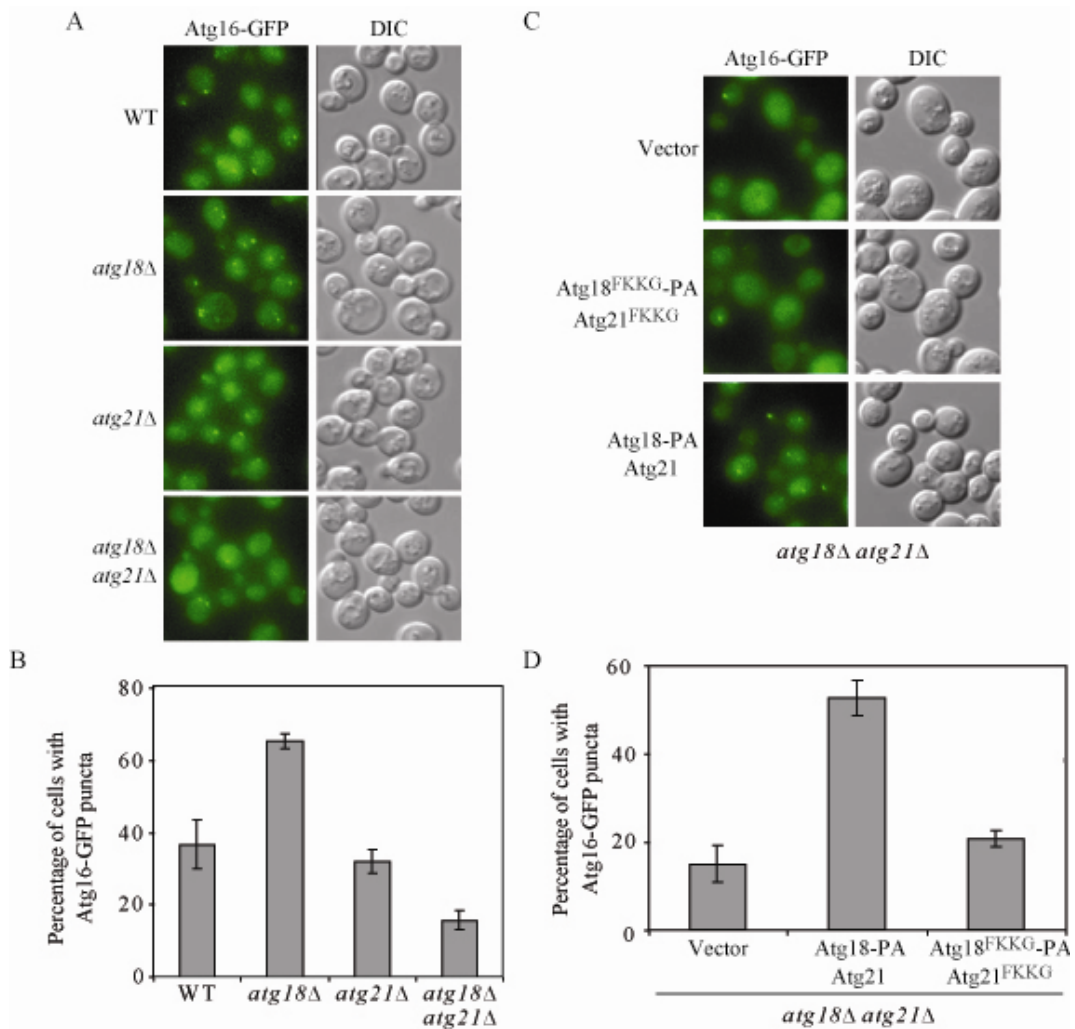 A
Atg16-GFP DIC
WT
atg18Δ
atg21Δ
atg18Δ
atg21Δ
B
Percentage of cells with
Atg16-GFP puncta
80
60
40
20
0
WT atg18Δ atg21Δ atg18Δ
atg21Δ
C
Atg16-GFP DIC
Vector
Atg18FKKG-PA
Atg21FKKG
Atg18-PA
Atg21
atg18Δ atg21Δ
D
Percentage of cells with
Atg16-GFP puncta
60
40
20
0
Vector Atg18-PA Atg18FKKG-PA
Atg21 Atg21FKKG
atg18Δ atg21Δ